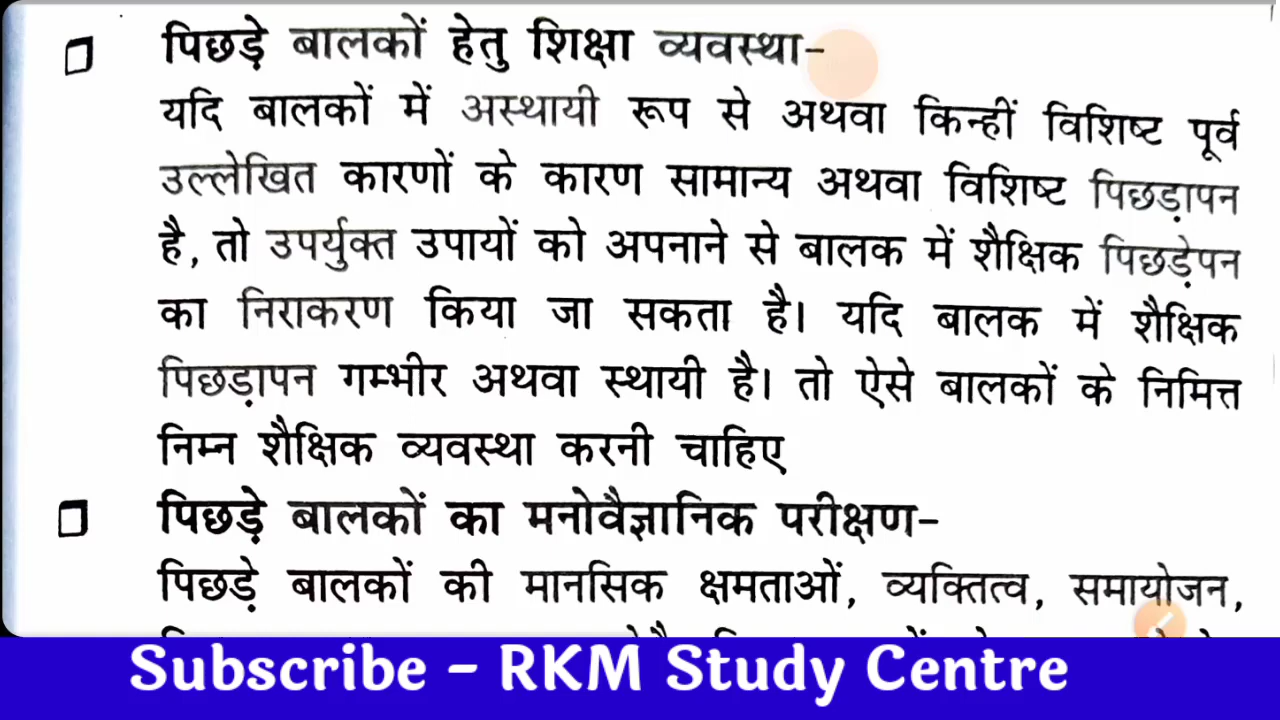 पिछड़े बालकों हेतु शिक्षा व्यवस्था-
यदि बालकों में अस्थायी रूप से अथवा किन्हीं विशिष्ट पूर्व
उल्लेखित कारणों के कारण सामान्य अथवा विशिष्ट पिछड़ापन
है, तो उपर्युक्त उपायों को अपनाने से बालक में शैक्षिक पिछड़ेपन
का निराकरण किया जा सकता है। यदि बालक में शैक्षिक
पिछड़ापन गम्भीर अथवा स्थायी है। तो ऐसे बालकों के निमित्त
निम्न शैक्षिक व्यवस्था करनी चाहिए
पिछड़े बालकों का मनोवैज्ञानिक परीक्षण-
पिछड़े बालकों की मानसिक क्षमताओं, व्यक्तित्व, समायोजन,
Subscribe - RKM Study Centre